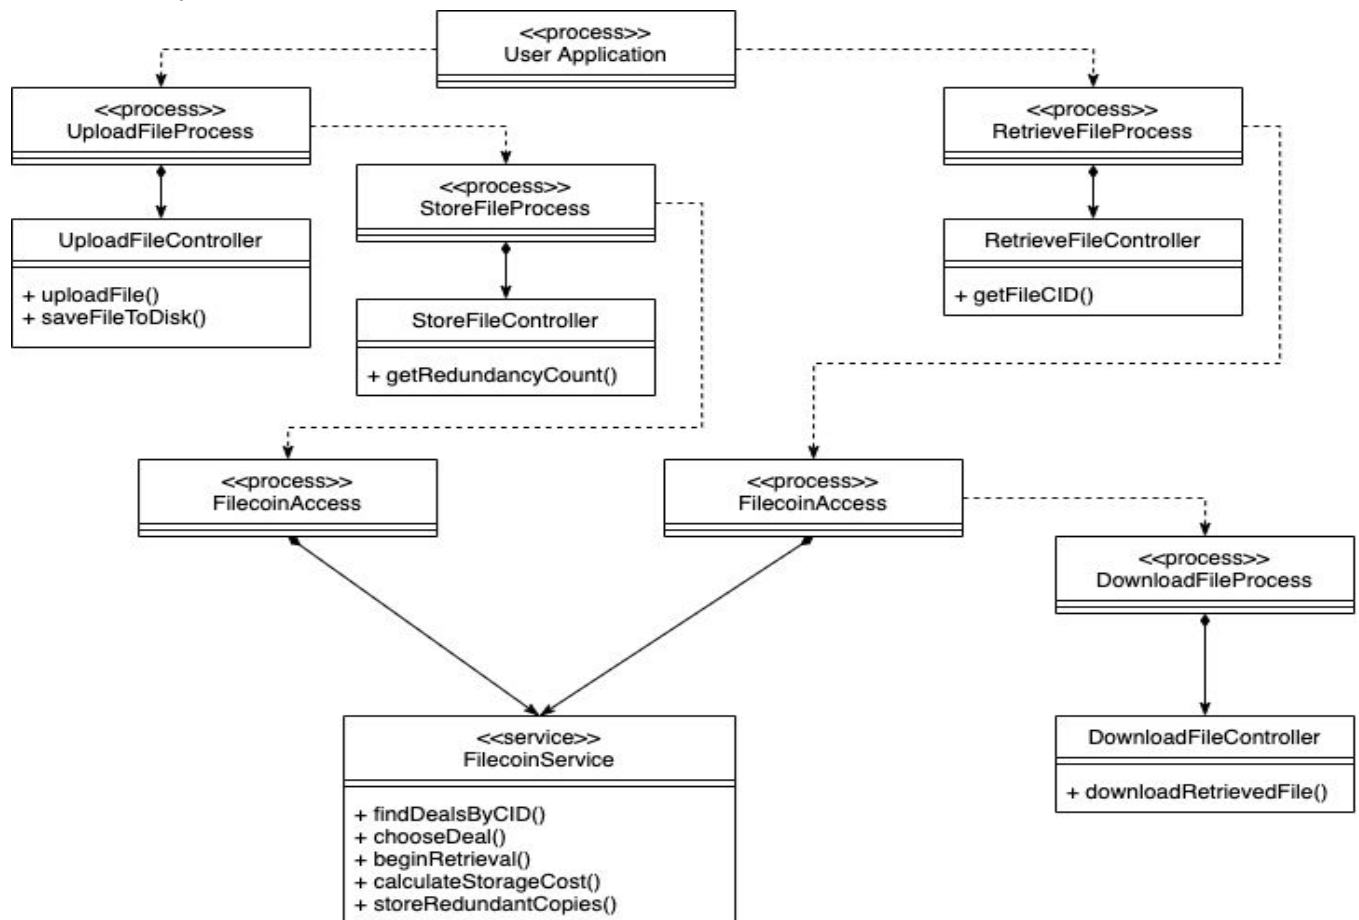 <<process>>
User Application
<<process>>
UploadFileProcess
<<process>>
RetrieveFileProcess
<<process>>
StoreFileProcess
UploadFileController
+ uploadFile()
+ saveFileToDisk()
RetrieveFileController
+ getFileCID()
StoreFileController
+ getRedundancyCount()
<<process>>
FilecoinAccess
<<process>>
FilecoinAccess
<<process>>
DownloadFileProcess
<<service>>
FilecoinService
+ findDealsByCID()
+ chooseDeal()
+ beginRetrieval()
+ calculateStorageCost()
+ storeRedundantCopies()
DownloadFileController
+ downloadRetrievedFile()